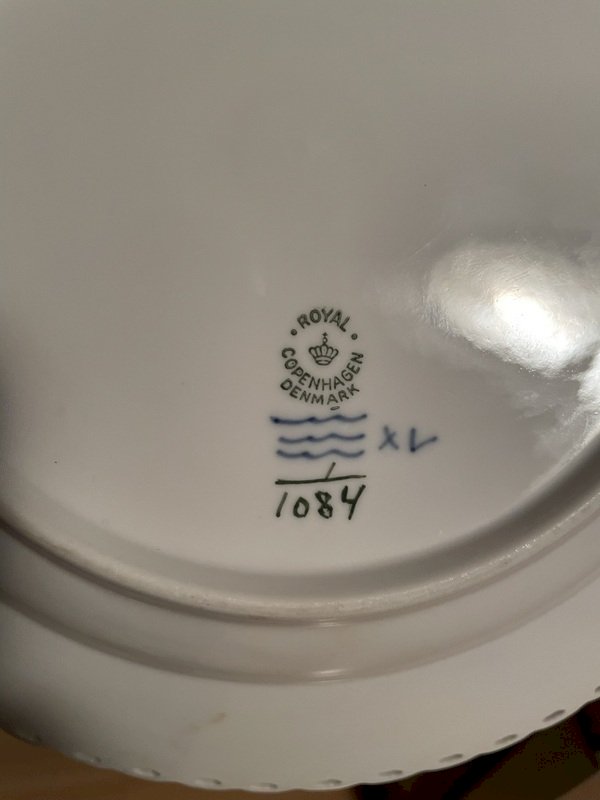 ROYAL
COPENHAGEN
DENMARK
XV
1
1084